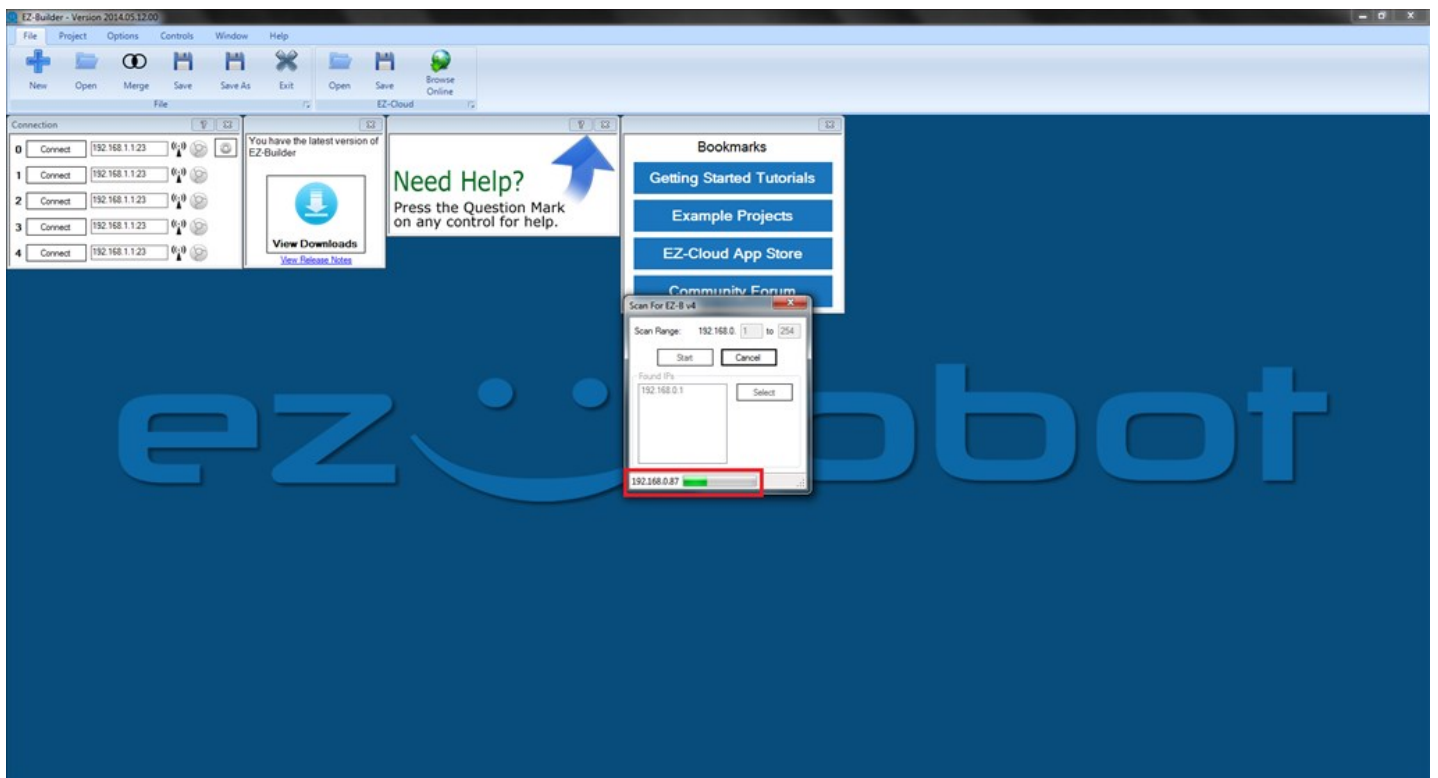 EZ-Builder - Version 2014.05.12.00
File Project Options Controls Window Help
New Open Merge Save Save As Exit Open Save Browse Online
File EZ-Cloud
Connection
0 Connect 192.168.1.1:23
1 Connect 192.168.1.1:23
2 Connect 192.168.1.1:23
3 Connect 192.168.1.1:23
4 Connect 192.168.1.1:23
You have the latest version of
EZ-Builder
View Downloads
View Release Notes
Need Help?
Press the Question Mark
on any control for help.
Bookmarks
Getting Started Tutorials
Example Projects
EZ-Cloud App Store
Community Forum
Scan For EZ-B v4
Scan Range: 192.168.0. 1 to 254
Start Cancel
Found IPs
192.168.0.1 Select
192.168.0.87
ez obot